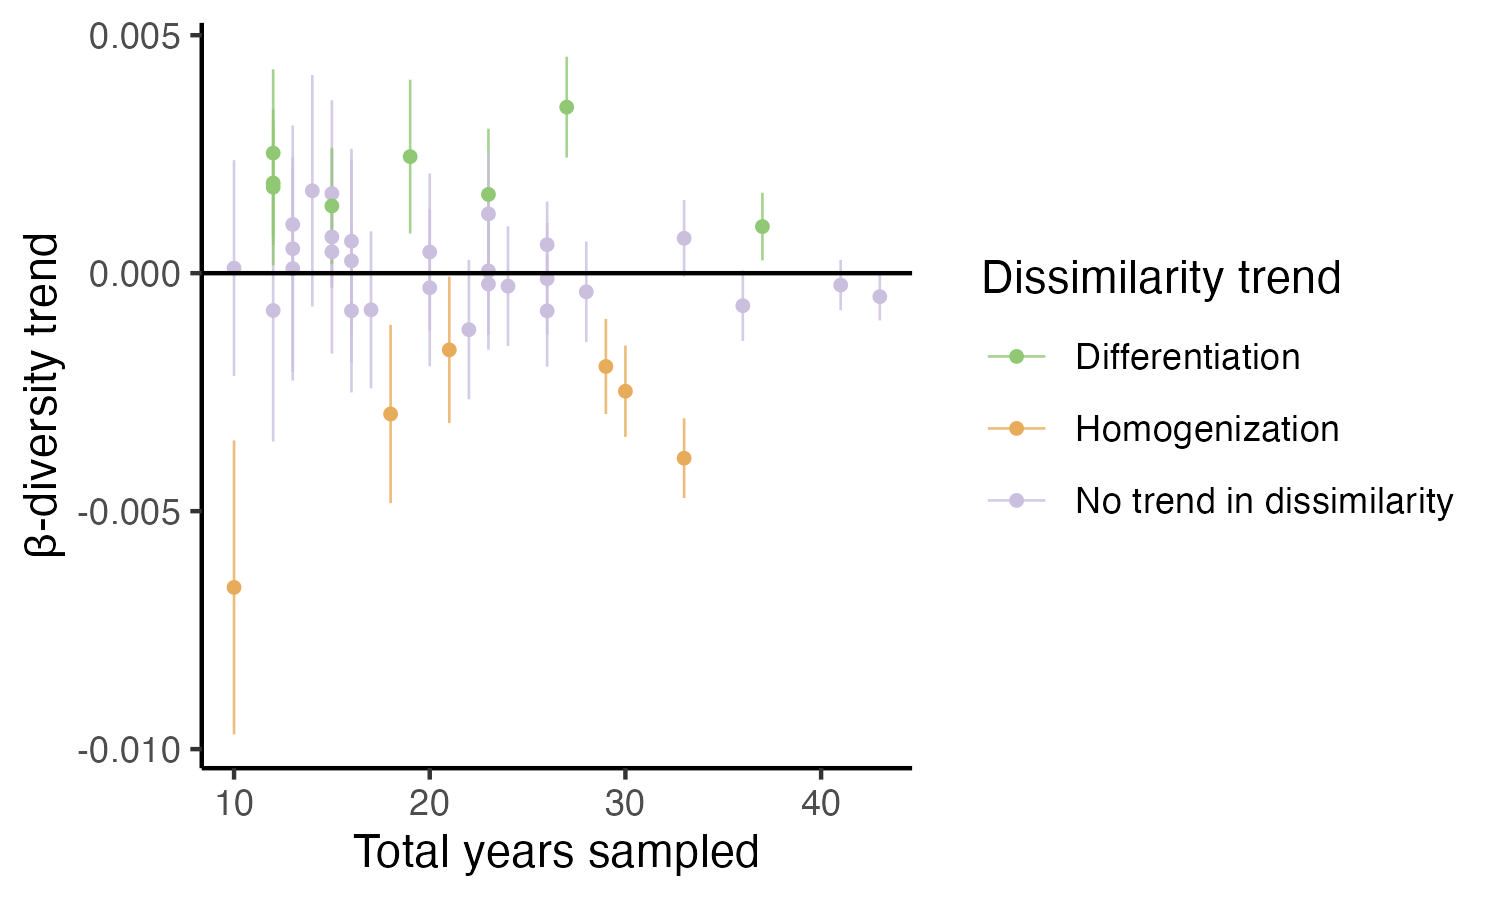 0.005
0.000
-0.005
-0.010
β-diversity trend
10 20 30 40
Total years sampled
Dissimilarity trend
Differentiation
Homogenization
No trend in dissimilarity